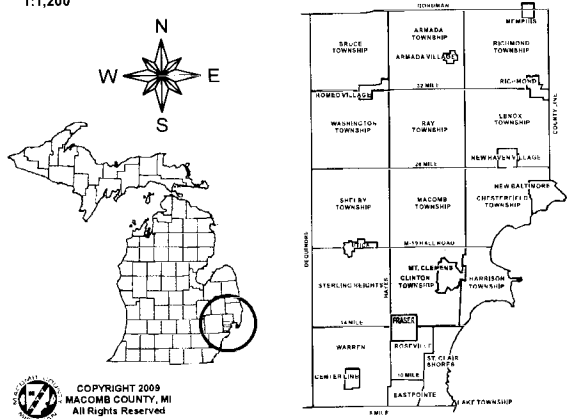 1:1,200
N
W E
S
COPYRIGHT 2009
MACOMB COUNTY, MI
All Rights Reserved
BORDMAN
MEMPHIS
BRUCE
TOWNSHIP
ARMADA
TOWNSHIP
ARMADA VILLAGE
RICHMOND
TOWNSHIP
RICHMOND
32 MILE
ROMEO VILLAGE
COUNTY LINE
WASHINGTON
TOWNSHIP
RAY
TOWNSHIP
LENOX
TOWNSHIP
NEW HAVEN VILLAGE
26 MILE
NEW BALTIMORE
SHELBY
TOWNSHIP
MACOMB
TOWNSHIP
CHESTERFIELD
TOWNSHIP
DEQUINDRE
M-59 HALL ROAD
MT. CLEMENS
STERLING HEIGHTS
HAYES
CLINTON
TOWNSHIP
HARRISON
TOWNSHIP
14 MILE
FRASER
WARREN
ROSEVILLE
ST. CLAIR
SHORES
CENTER LINE
10 MILE
EASTPOINTE
LAKE TOWNSHIP
8 MILE